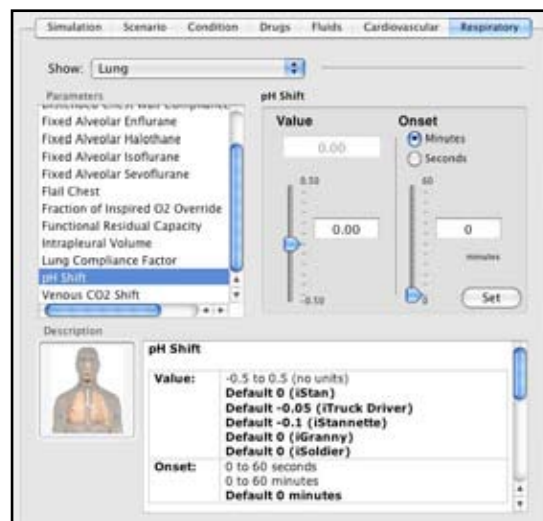 Simulation Scenario Condition Drugs Fluids Cardiovascular Respiratory
Show: Lung
Parameters
Distended Chest Wall Compliance
Fixed Alveolar Enflurane
Fixed Alveolar Halothane
Fixed Alveolar Isoflurane
Fixed Alveolar Sevoflurane
Flail Chest
Fraction of Inspired O2 Override
Functional Residual Capacity
Intrapleural Volume
Lung Compliance Factor
pH Shift
Venous CO2 Shift
pH Shift
Value
0.00
0.50
0.00
-0.50
Onset
Minutes
Seconds
60
0
minutes
0
Set
Description
pH Shift
Value: -0.5 to 0.5 (no units)
Default 0 (iStan)
Default -0.05 (iTruck Driver)
Default -0.1 (iStannette)
Default 0 (iGranny)
Default 0 (iSoldier)
Onset: 0 to 60 seconds
0 to 60 minutes
Default 0 minutes